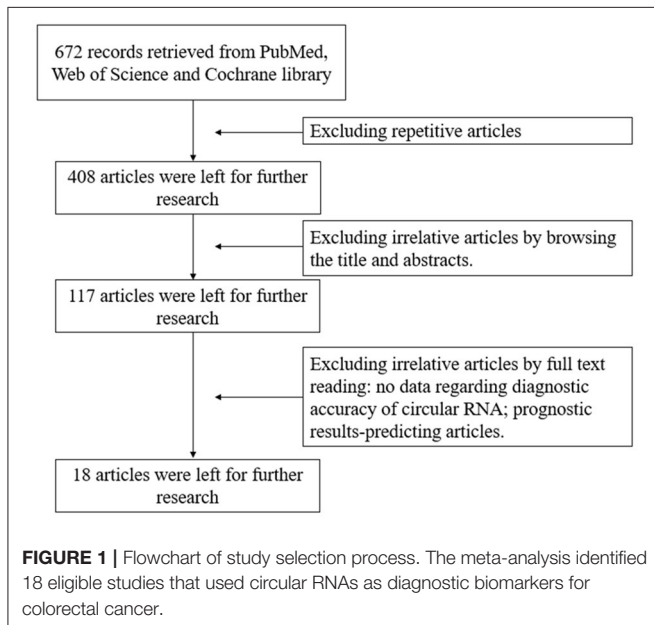 672 records retrieved from PubMed,
Web of Science and Cochrane library
Excluding repetitive articles
408 articles were left for further
research
Excluding irrelative articles by browsing
the title and abstracts.
117 articles were left for further
research
Excluding irrelative articles by full text
reading: no data regarding diagnostic
accuracy of circular RNA; prognostic
results-predicting articles.
18 articles were left for further
research
FIGURE 1 | Flowchart of study selection process. The meta-analysis identified
18 eligible studies that used circular RNAs as diagnostic biomarkers for
colorectal cancer.